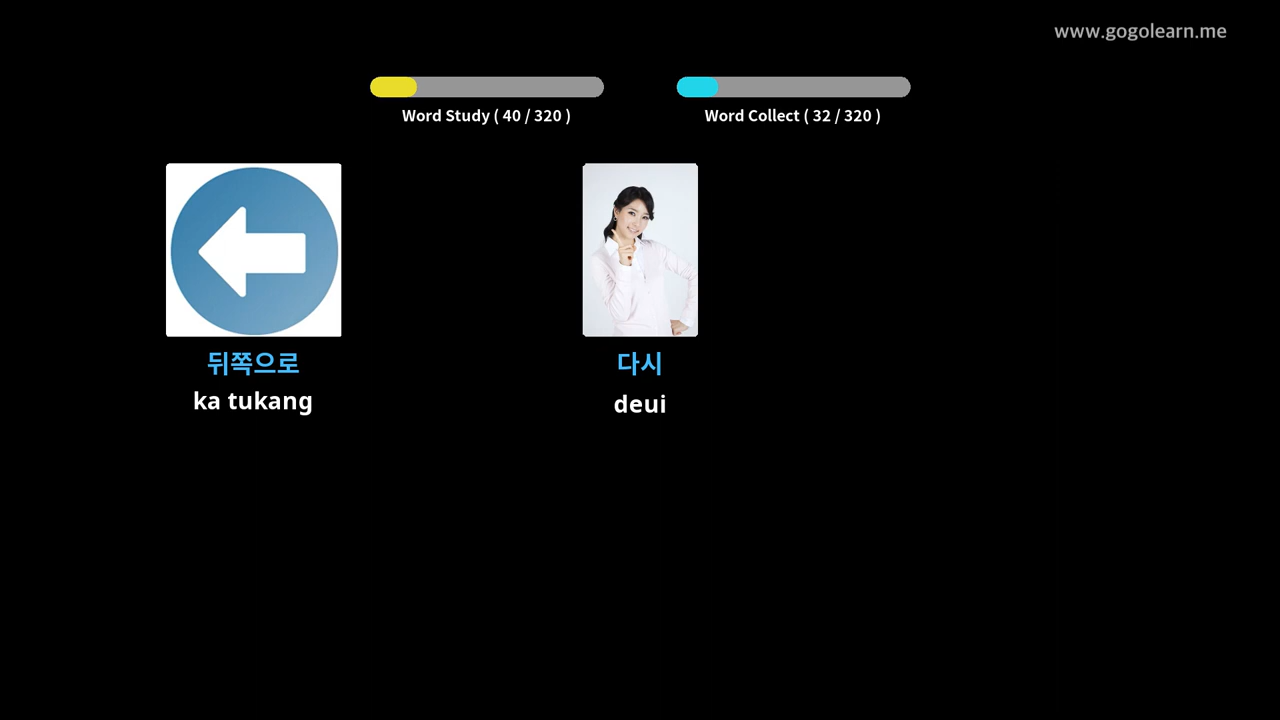 www.gogolearn.me
Word Study ( 40 / 320 )
Word Collect ( 32 / 320 )
뒤쪽으로
ka tukang
다시
deui